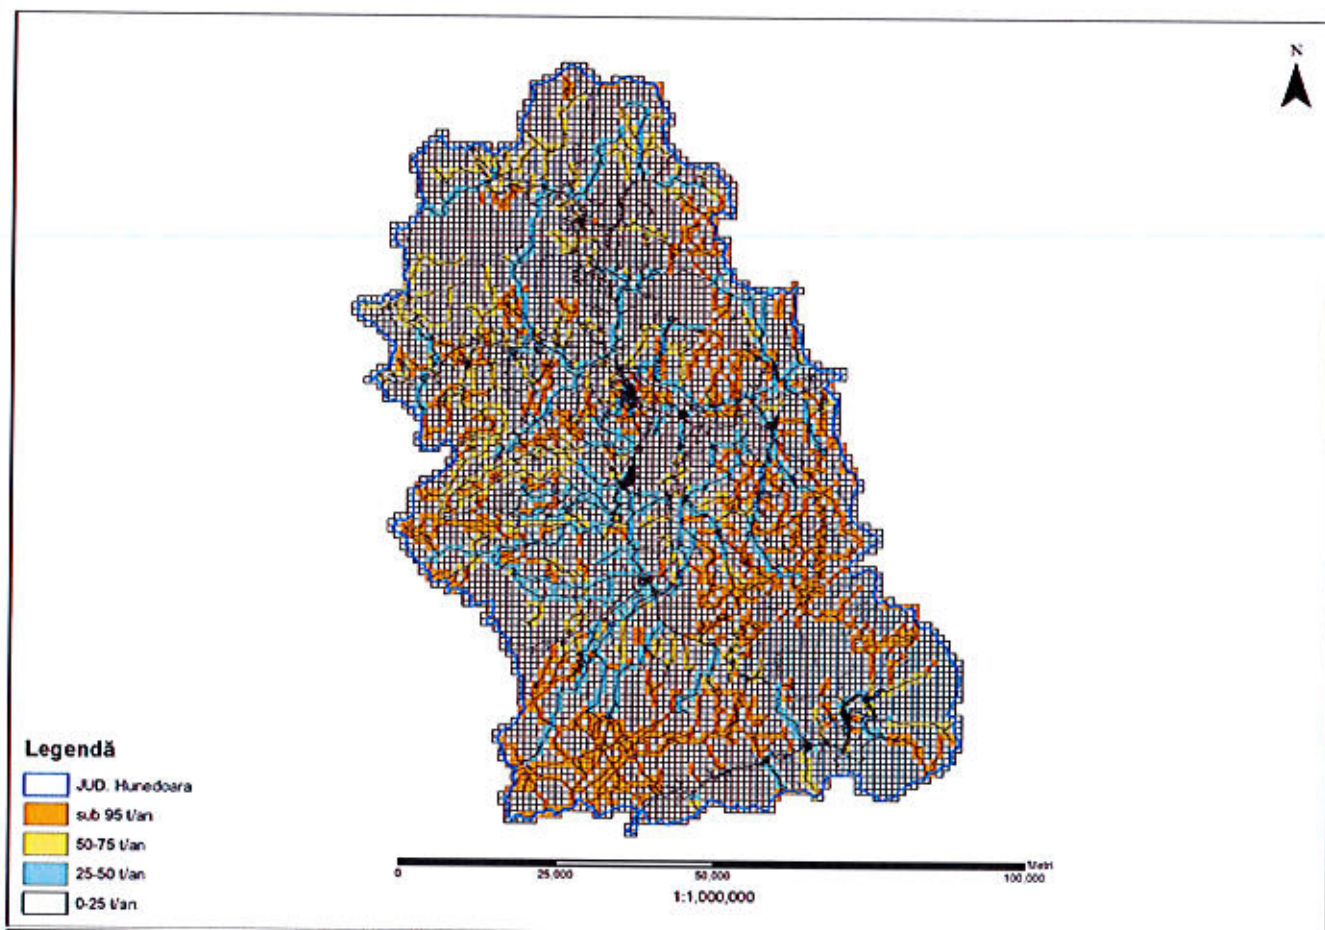 N
Legendă
JUD. Hunedoara
sub 95 t/an
50-75 t/an
25-50 t/an
0-25 t/an
Metri
0 25,000 50,000 100,000
1:1,000,000